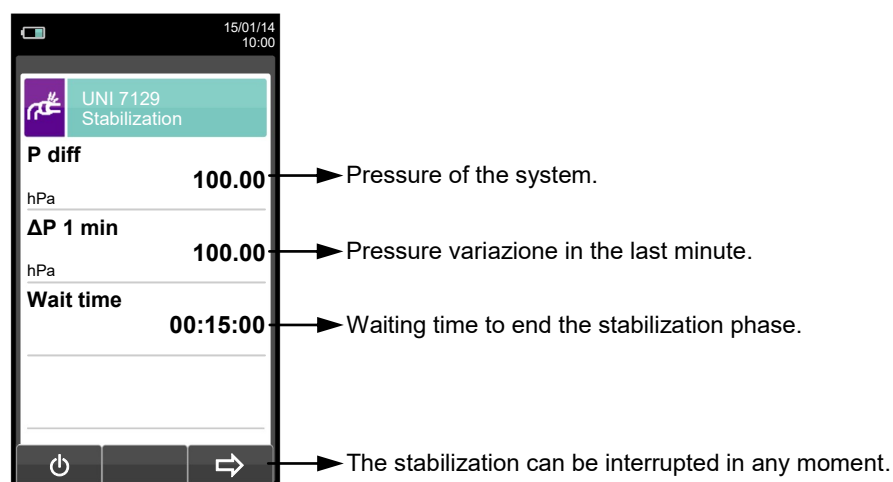 15/01/14
10:00
UNI 7129
Stabilization
P diff
100.00
hPa
Pressure of the system.
ΔP 1 min
100.00
hPa
Pressure variazione in the last minute.
Wait time
00:15:00
Waiting time to end the stabilization phase.
The stabilization can be interrupted in any moment.